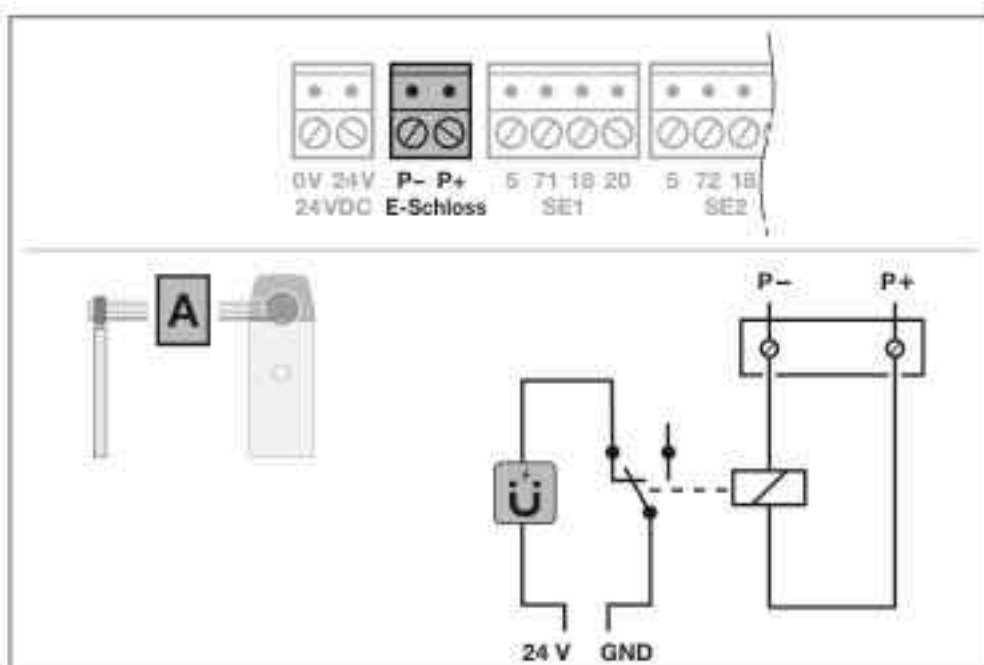 0V 24V P- P+ 5 71 18 20 5 72 18
24VDC E-Schloss SE1 SE2
A
P- P+
Ü
24 V GND